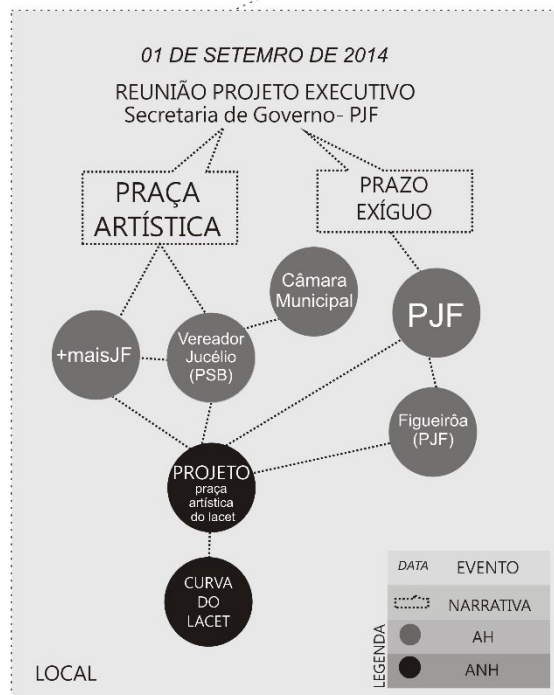 01 DE SETEMRO DE 2014
REUNIÃO PROJETO EXECUTIVO
Secretaria de Governo- PJF
PRAÇA
ARTÍSTICA
PRAZO
EXÍGUO
Câmara
Municipal
PJF
+maisJF
Vereador
Jucélio
(PSB)
Figueirôa
(PJF)
PROJETO
praça
artística
do lacet
CURVA
DO
LACET
LOCAL
LEGENDA
DATA EVENTO
NARRATIVA
AH
ANH